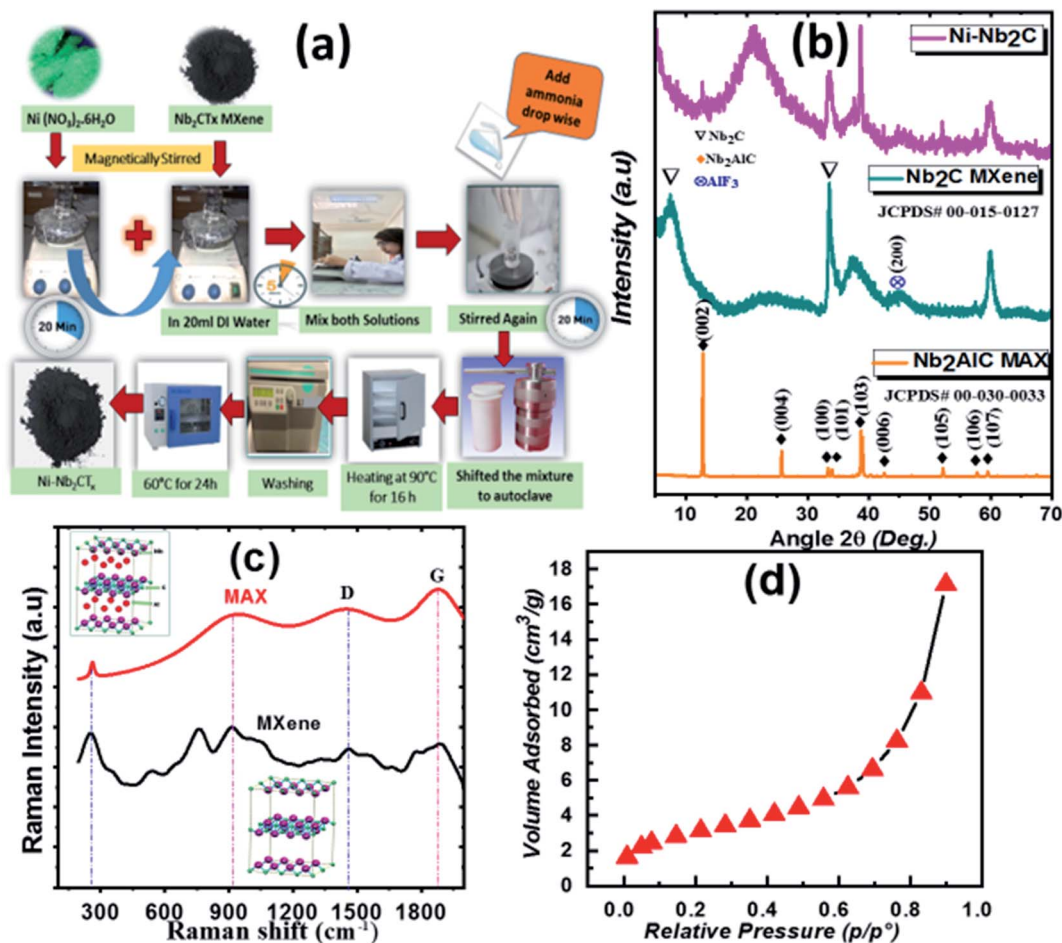 (a)
Ni (NO₃)₂.6H₂O
Nb₂CTx MXene
Magnetically Stirred
Add
ammonia
drop wise
20 Min
In 20ml DI Water
5
Mix both Solutions
Stirred Again
20 Min
Ni-Nb₂CTₓ
60°C for 24h
Washing
Heating at 90°C
for 16 h
Shifted the mixture
to autoclave
(b)
Ni-Nb₂C
▽ Nb₂C
◆ Nb₂AlC
⊗ AlF₃
Nb₂C MXene
JCPDS# 00-015-0127
(200)
Nb₂AlC MAX
JCPDS# 00-030-0033
(002)
(004)
(100)
(101)
(103)
(006)
(105)
(106)
(107)
Intensity (a.u)
10 20 30 40 50 60 70
Angle 2θ (Deg.)
(c)
MAX
D
G
MXene
Raman Intensity (a.u)
300 600 900 1200 1500 1800
Raman shift (cm⁻¹)
(d)
Volume Adsorbed (cm³/g)
18
16
14
12
10
8
6
4
2
0
0.0 0.2 0.4 0.6 0.8 1.0
Relative Pressure (p/p°)